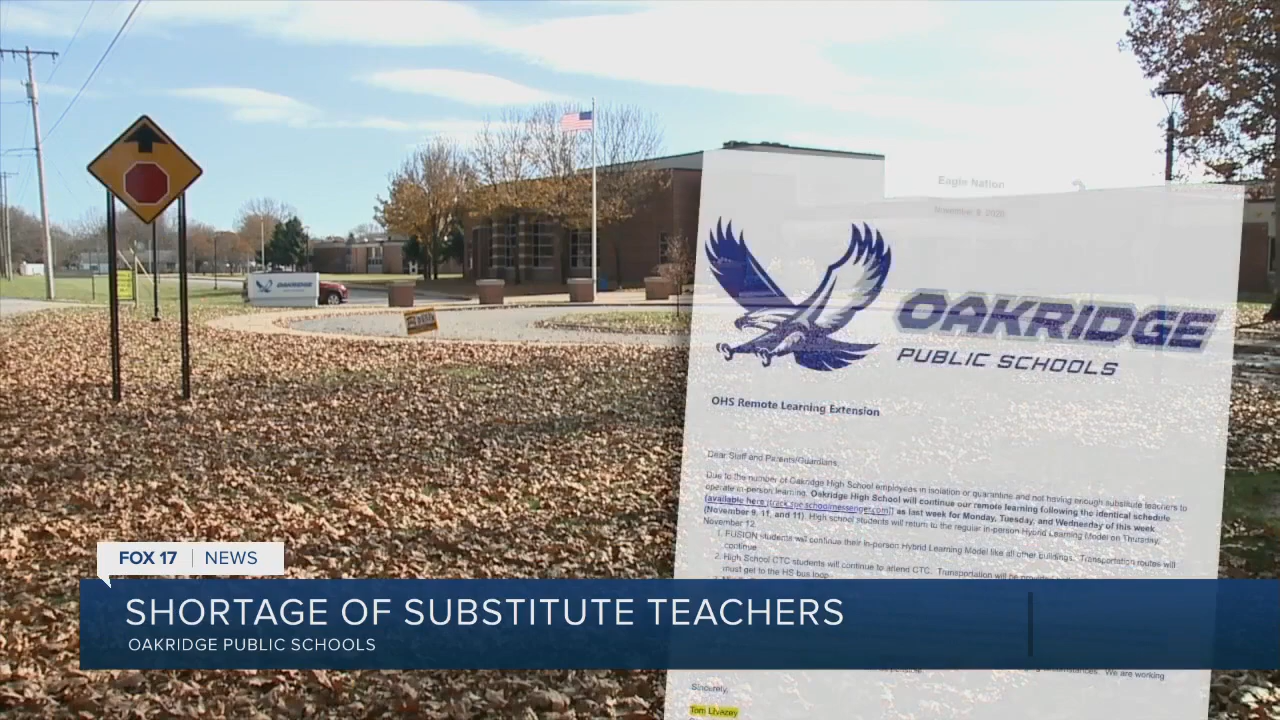 Eagle Nation
November 9, 2020
OAKRIDGE
PUBLIC SCHOOLS
OAKRIDGE
OHS Remote Learning Extension
Dear Staff and Parents/Guardians,
Due to the number of Oakridge High School employees in isolation or quarantine and not having enough substitute teachers to
operate in-person learning, Oakridge High School will continue our remote learning following the identical schedule
(available here as last week for Monday, Tuesday, and Wednesday of this week
(November 9, 11, and 11). High school students will return to the regular in-person Hybrid Learning Model on Thursday,
November 12.
1. FUSION students will continue their in-person Hybrid Learning Model like all other buildings. Transportation routes will
continue
2. High School CTC students will continue to attend CTC. Transportation will be
must get to the HS bus loop
FOX 17 NEWS
SHORTAGE OF SUBSTITUTE TEACHERS
OAKRIDGE PUBLIC SCHOOLS
circumstances. We are working
Sincerely,
Tom Livezey